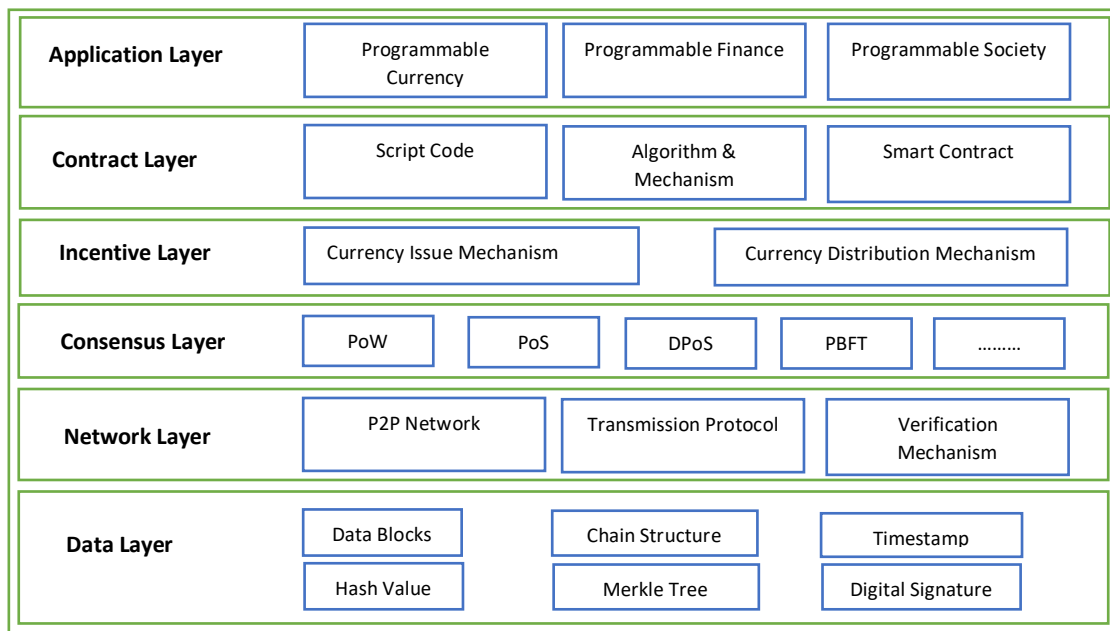 Application Layer
Programmable
Currency
Programmable Finance
Programmable Society
Contract Layer
Script Code
Algorithm &
Mechanism
Smart Contract
Incentive Layer
Currency Issue Mechanism
Currency Distribution Mechanism
Consensus Layer
PoW
PoS
DPoS
PBFT
.........
Network Layer
P2P Network
Transmission Protocol
Verification
Mechanism
Data Layer
Data Blocks
Chain Structure
Timestamp
Hash Value
Merkle Tree
Digital Signature